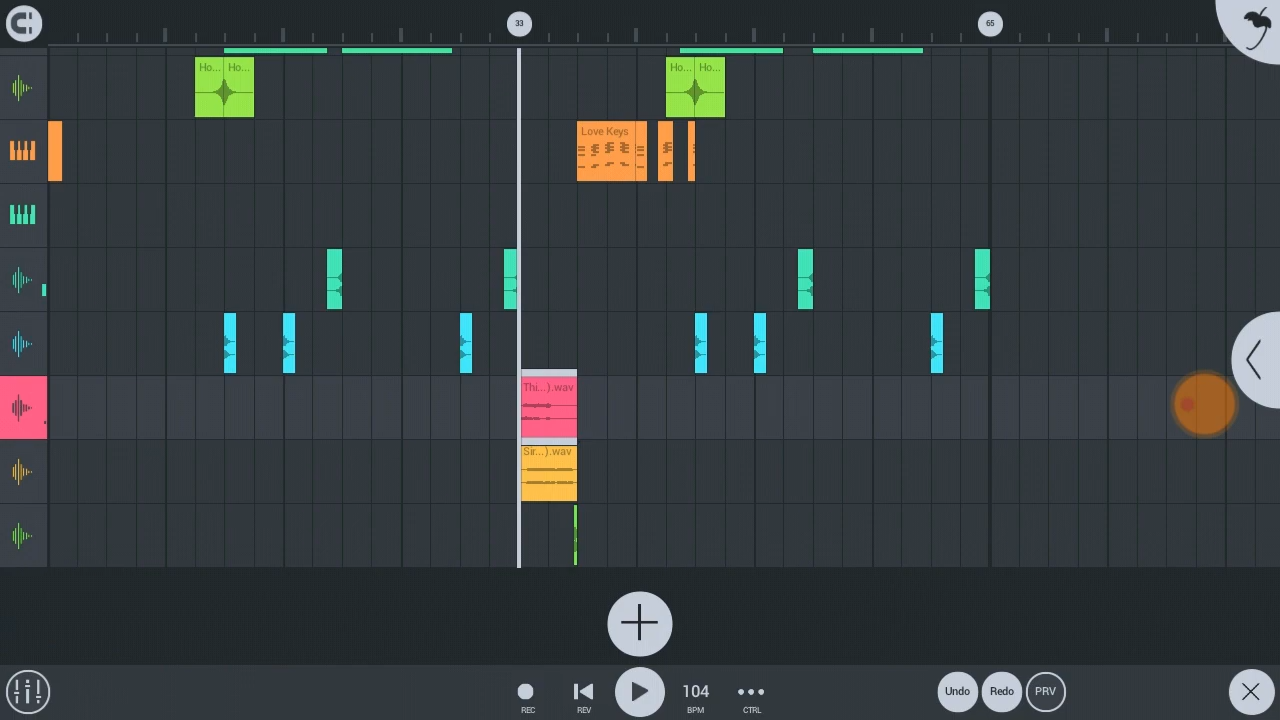 33
65
Ho...
Ho...
Ho...
Ho...
Love Keys
Thi...).wav
Sir...).wav
104
Undo
Redo
PRV
REC
REV
BPM
CTRL